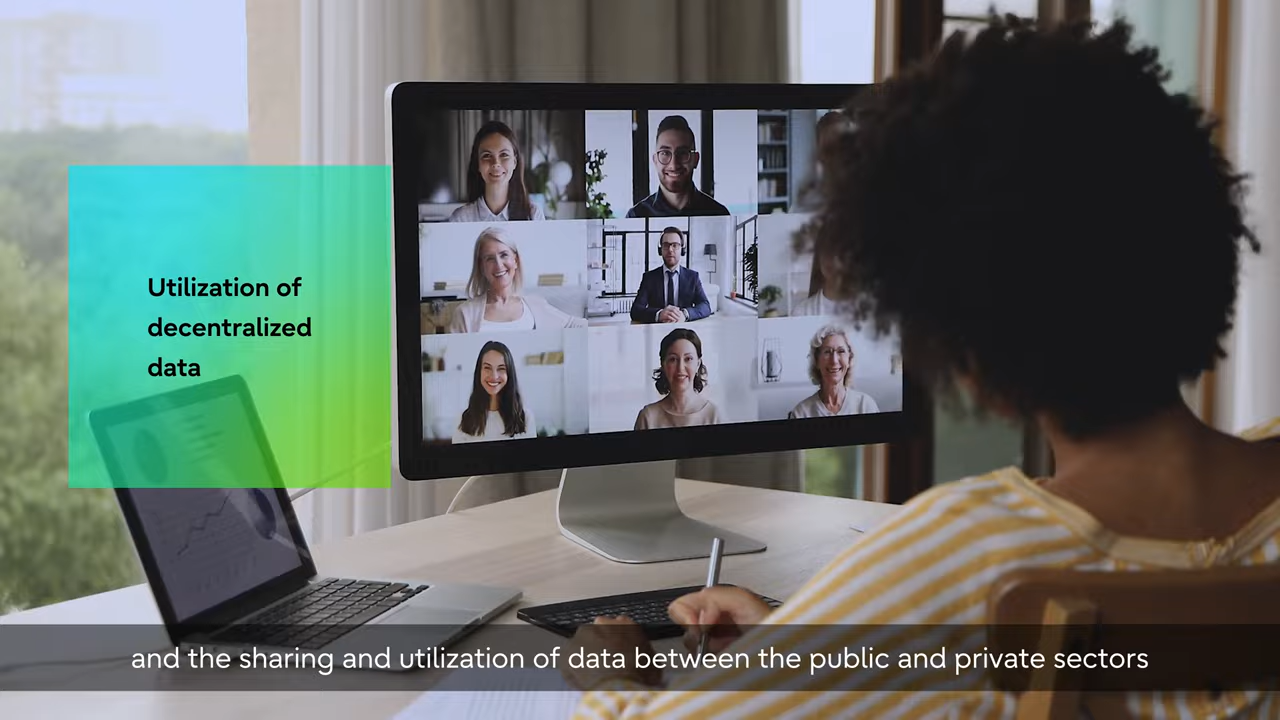 Utilization of
decentralized
data
and the sharing and utilization of data between the public and private sectors